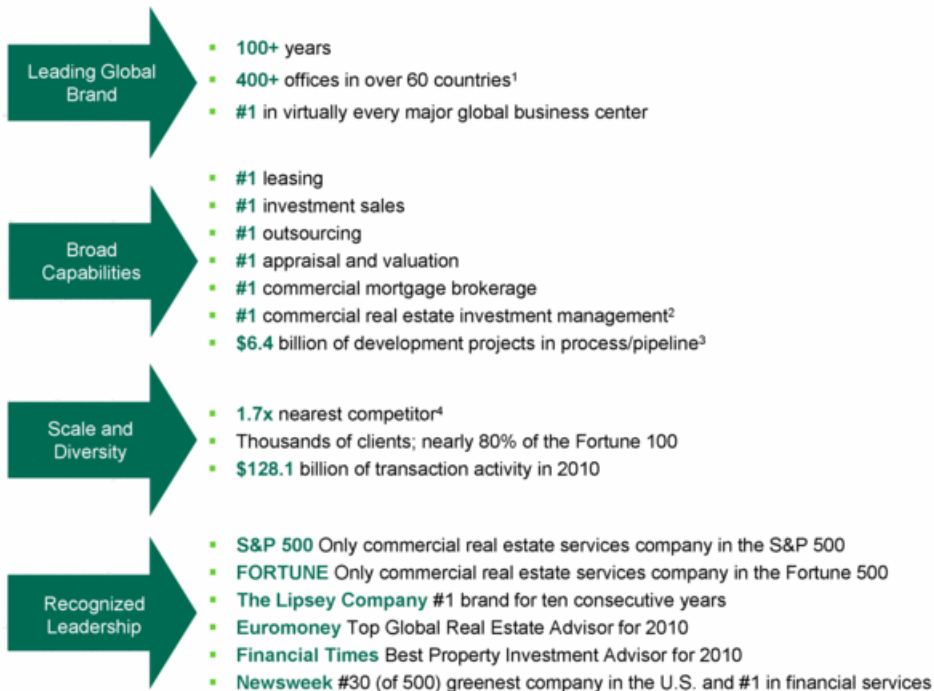 Leading Global
Brand
100+ years
400+ offices in over 60 countries¹
#1 in virtually every major global business center
Broad
Capabilities
#1 leasing
#1 investment sales
#1 outsourcing
#1 appraisal and valuation
#1 commercial mortgage brokerage
#1 commercial real estate investment management²
$6.4 billion of development projects in process/pipeline³
Scale and
Diversity
1.7x nearest competitor⁴
Thousands of clients; nearly 80% of the Fortune 100
$128.1 billion of transaction activity in 2010
Recognized
Leadership
S&P 500 Only commercial real estate services company in the S&P 500
FORTUNE Only commercial real estate services company in the Fortune 500
The Lipsey Company #1 brand for ten consecutive years
Euromoney Top Global Real Estate Advisor for 2010
Financial Times Best Property Investment Advisor for 2010
Newsweek #30 (of 500) greenest company in the U.S. and #1 in financial services